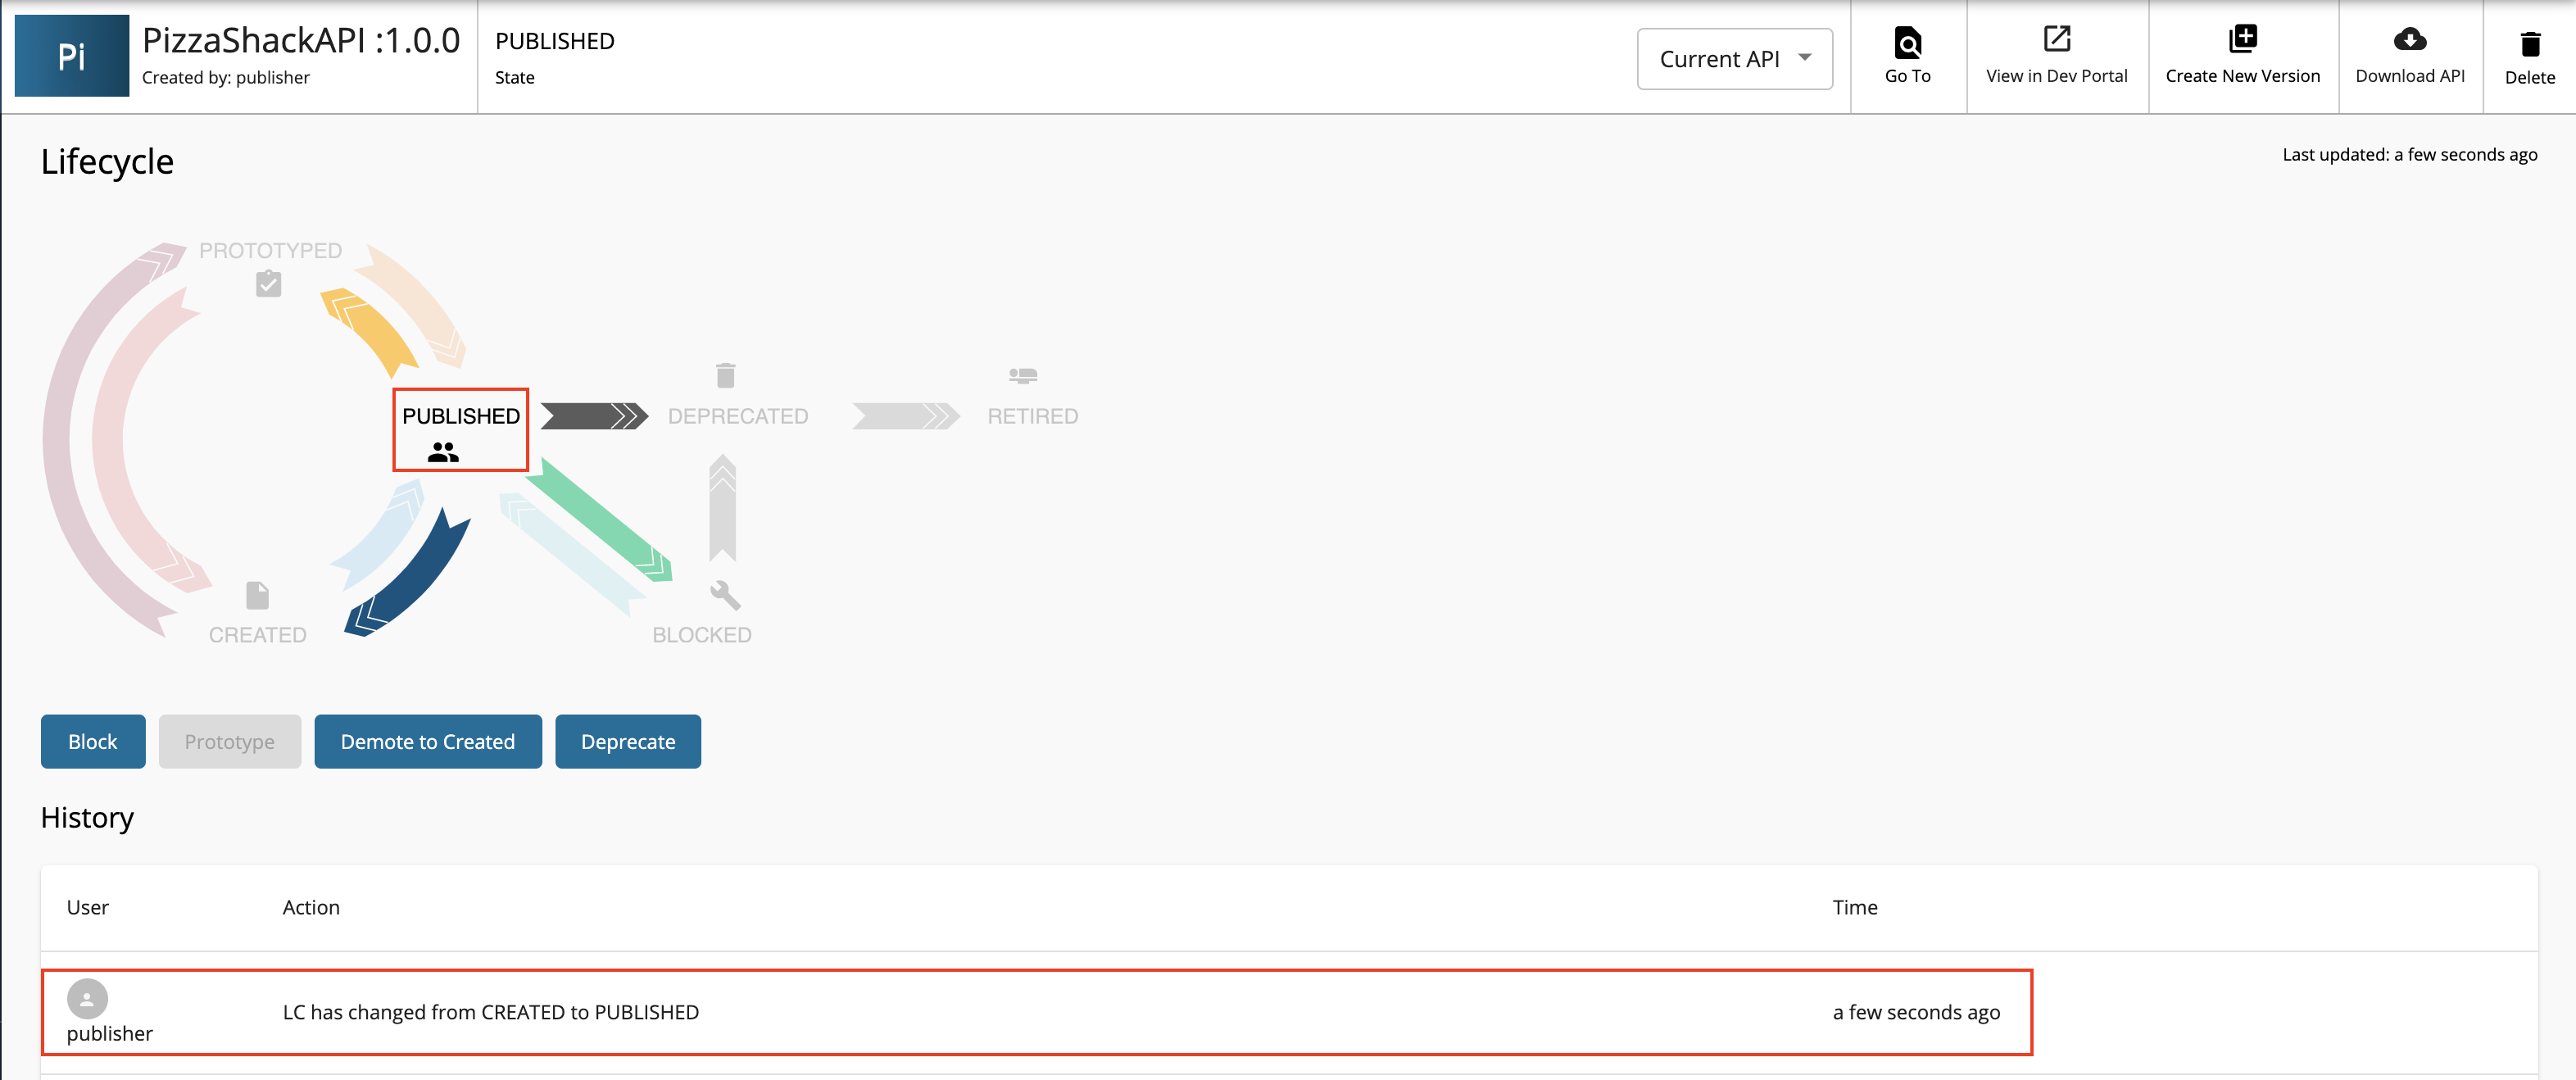 Pi
PizzaShackAPI :1.0.0
Created by: publisher
PUBLISHED
State
Current API
Go To
View in Dev Portal
Create New Version
Download API
Delete
Lifecycle
Last updated: a few seconds ago
PROTOTYPED
PUBLISHED
DEPRECATED
RETIRED
CREATED
BLOCKED
Block
Prototype
Demote to Created
Deprecate
History
User
Action
Time
publisher
LC has changed from CREATED to PUBLISHED
a few seconds ago